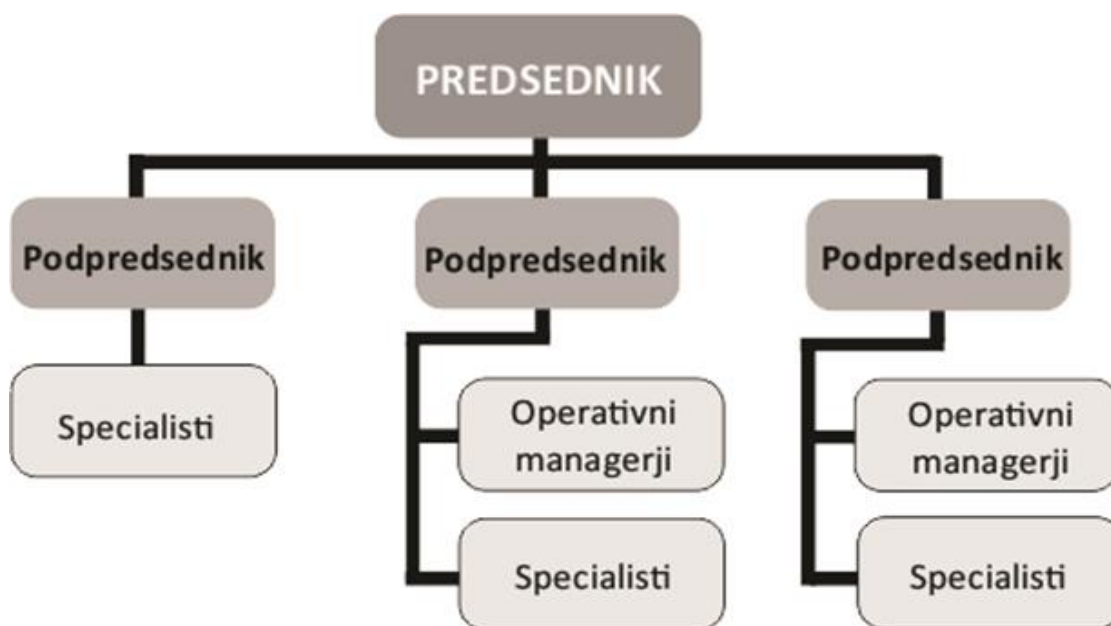 PREDSEDNIK
Podpredsednik
Podpredsednik
Podpredsednik
Specialisti
Operativni
managerji
Operativni
managerji
Specialisti
Specialisti